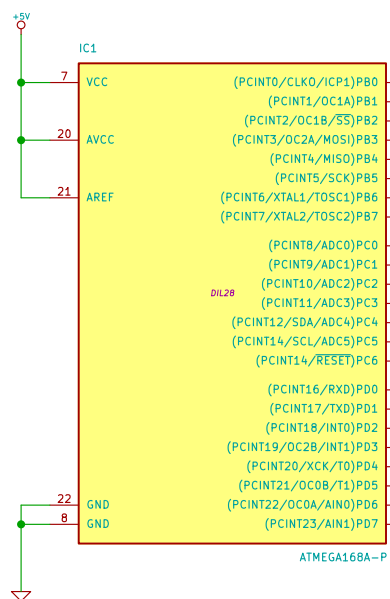 +5V
IC1
7 VCC (PCINT0/CLKO/ICP1)PB0
(PCINT1/OC1A)PB1
(PCINT2/OC1B/SS)PB2
20 AVCC (PCINT3/OC2A/MOSI)PB3
(PCINT4/MISO)PB4
(PCINT5/SCK)PB5
21 AREF (PCINT6/XTAL1/TOSC1)PB6
(PCINT7/XTAL2/TOSC2)PB7
(PCINT8/ADC0)PC0
(PCINT9/ADC1)PC1
(PCINT10/ADC2)PC2
DIL28
(PCINT11/ADC3)PC3
(PCINT12/SDA/ADC4)PC4
(PCINT14/SCL/ADC5)PC5
(PCINT14/RESET)PC6
(PCINT16/RXD)PD0
(PCINT17/TXD)PD1
(PCINT18/INT0)PD2
(PCINT19/OC2B/INT1)PD3
(PCINT20/XCK/T0)PD4
(PCINT21/OC0B/T1)PD5
22 GND (PCINT22/OC0A/AIN0)PD6
8 GND (PCINT23/AIN1)PD7
ATMEGA168A-P